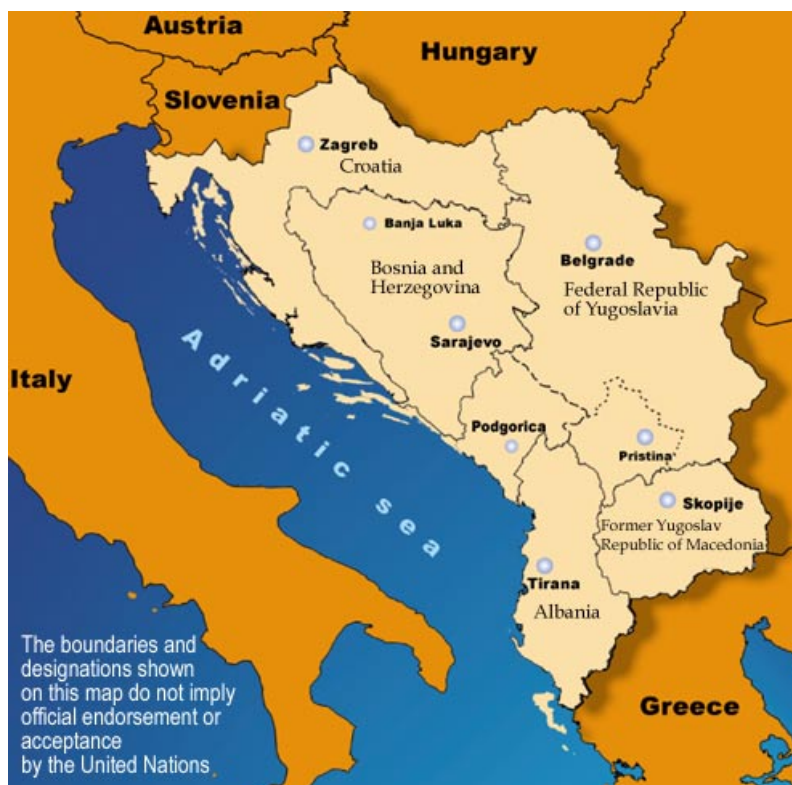 Austria
Hungary
Slovenia
Zagreb
Croatia
Banja Luka
Belgrade
Bosnia and
Herzegovina
Federal Republic
of Yugoslavia
Sarajevo
Adriatic sea
Italy
Podgorica
Pristina
Skopije
Former Yugoslav
Republic of Macedonia
Tirana
Albania
The boundaries and
designations shown
on this map do not imply
official endorsement or
acceptance
by the United Nations
Greece